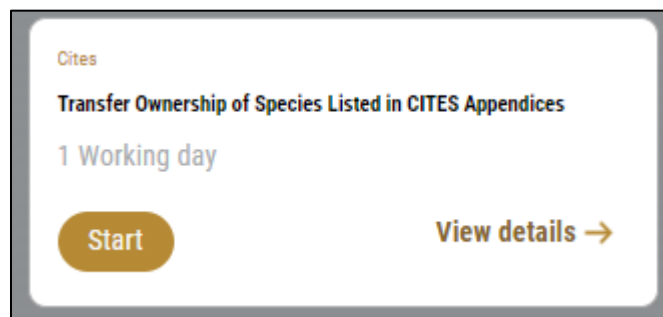 Cites
Transfer Ownership of Species Listed in CITES Appendices
1 Working day
Start
View details →